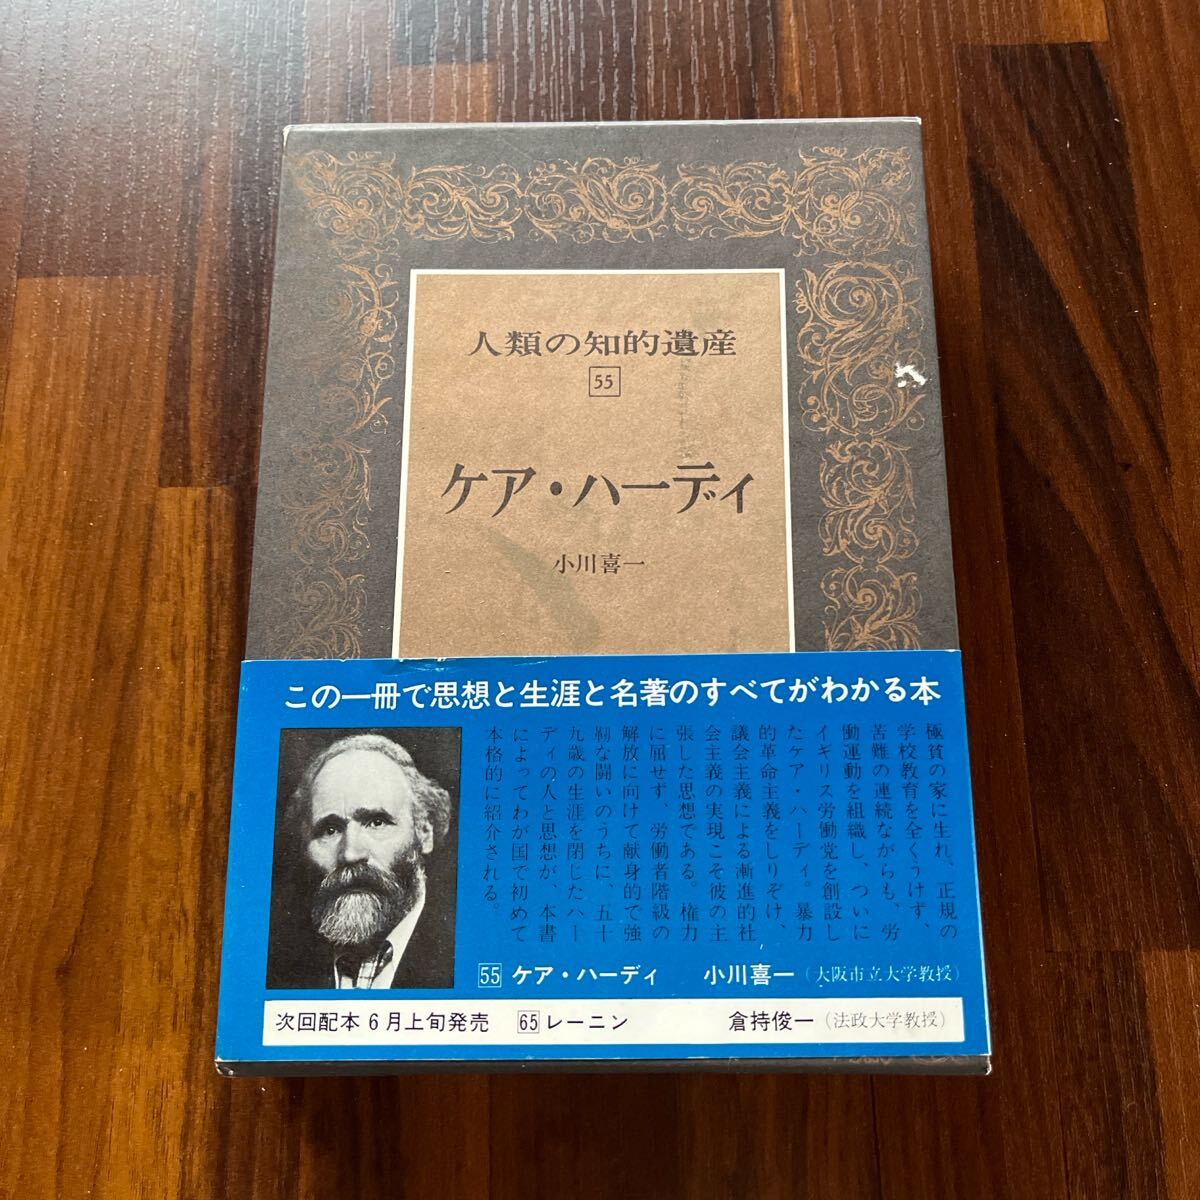 人類の知的遺産
55
ケア・ハーディ
小川喜一
この一冊で思想と生涯と名著のすべてがわかる本
極貧の家に生れ、正規の
学校教育を全くうけず、
苦難の連続ながらも、労
働運動を組織し、ついに
イギリス労働党を創設し
たケア・ハーディ。暴力
的革命主義をしりぞけ、
議会主義による漸進的社
会主義の実現こそ彼の主
張した思想である。権力
に屈せず、労働者階級の
解放に向けて献身的で強
靭な闘いのうちに、五十
九歳の生涯を閉じたハー
ディの人と思想が、本書
によってわが国で初めて
本格的に紹介される。
55 ケア・ハーディ 小川喜一(大阪市立大学教授)
次回配本6月上旬発売 65 レーニン 倉持俊一(法政大学教授)